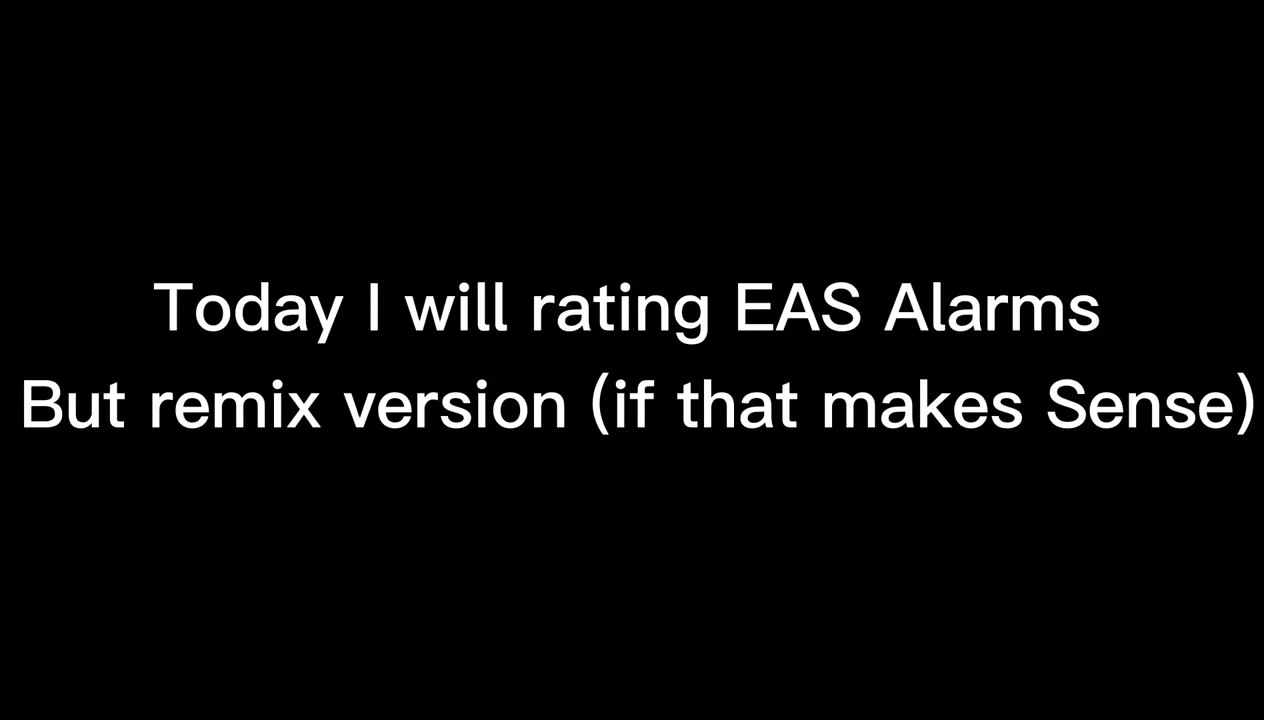 Today I will rating EAS Alarms
But remix version (if that makes Sense)